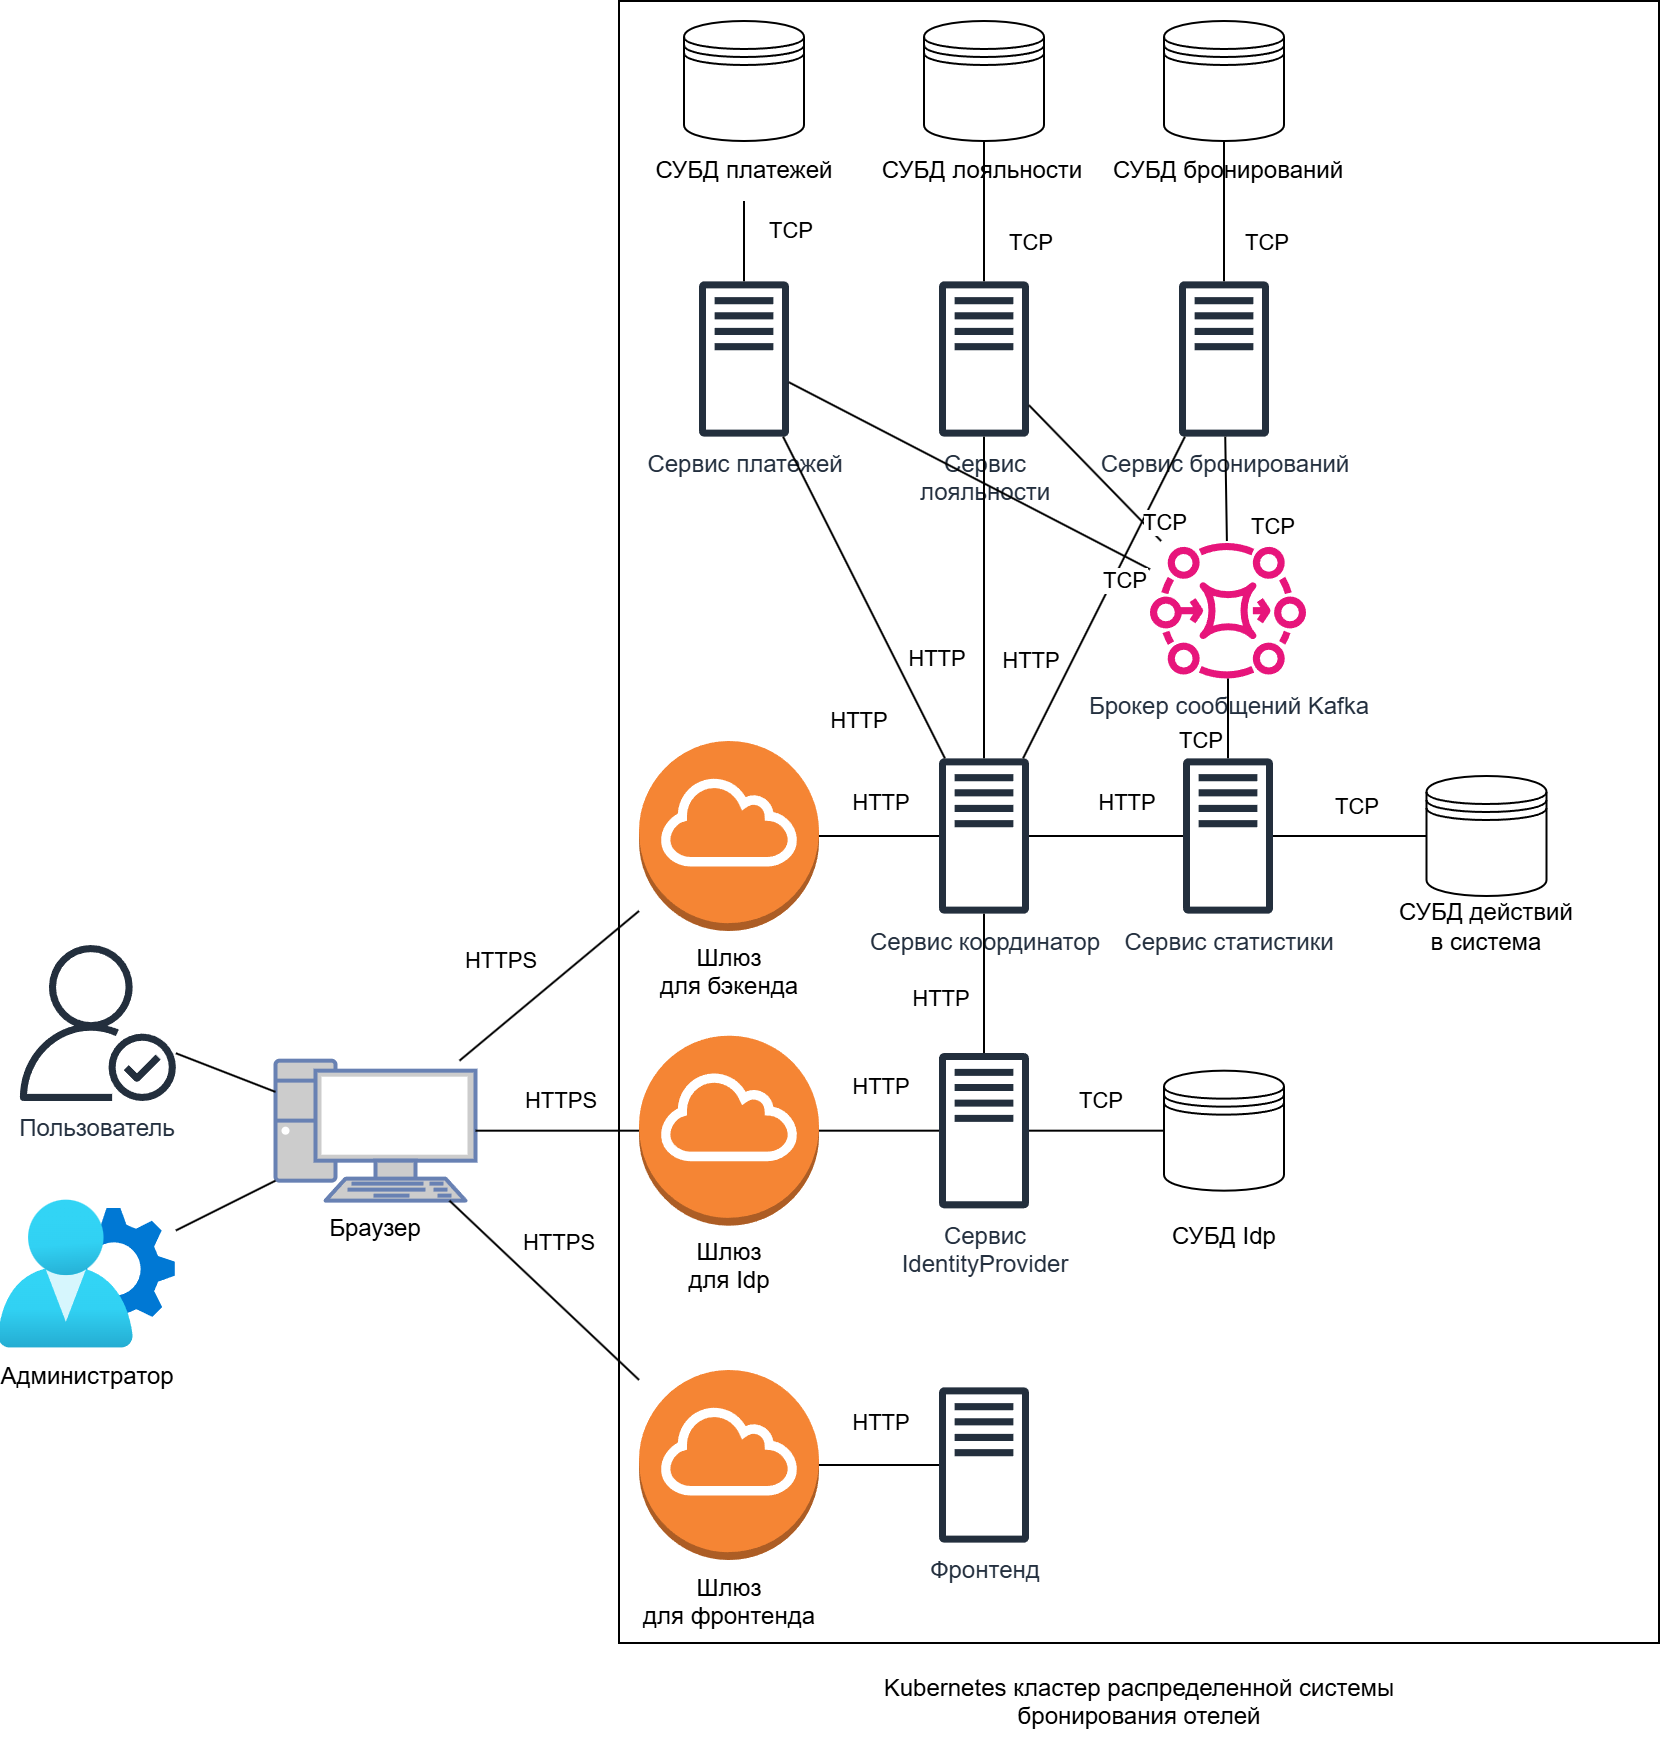 СУБД платежей
СУБД лояльности
СУБД бронирований
TCP
TCP
TCP
Сервис платежей
Сервис
лояльности
Сервис бронирований
TCP
TCP
TCP
HTTP
HTTP
HTTP
Брокер сообщений Kafka
TCP
HTTP
HTTP
TCP
Шлюз
для бэкенда
Сервис координатор
Сервис статистики
СУБД действий
в система
HTTPS
HTTP
Пользователь
HTTPS
HTTP
TCP
Браузер
HTTPS
Шлюз
для Idp
Сервис
IdentityProvider
СУБД Idp
Администратор
HTTP
Шлюз
для фронтенда
Фронтенд
Kubernetes кластер распределенной системы
бронирования отелей